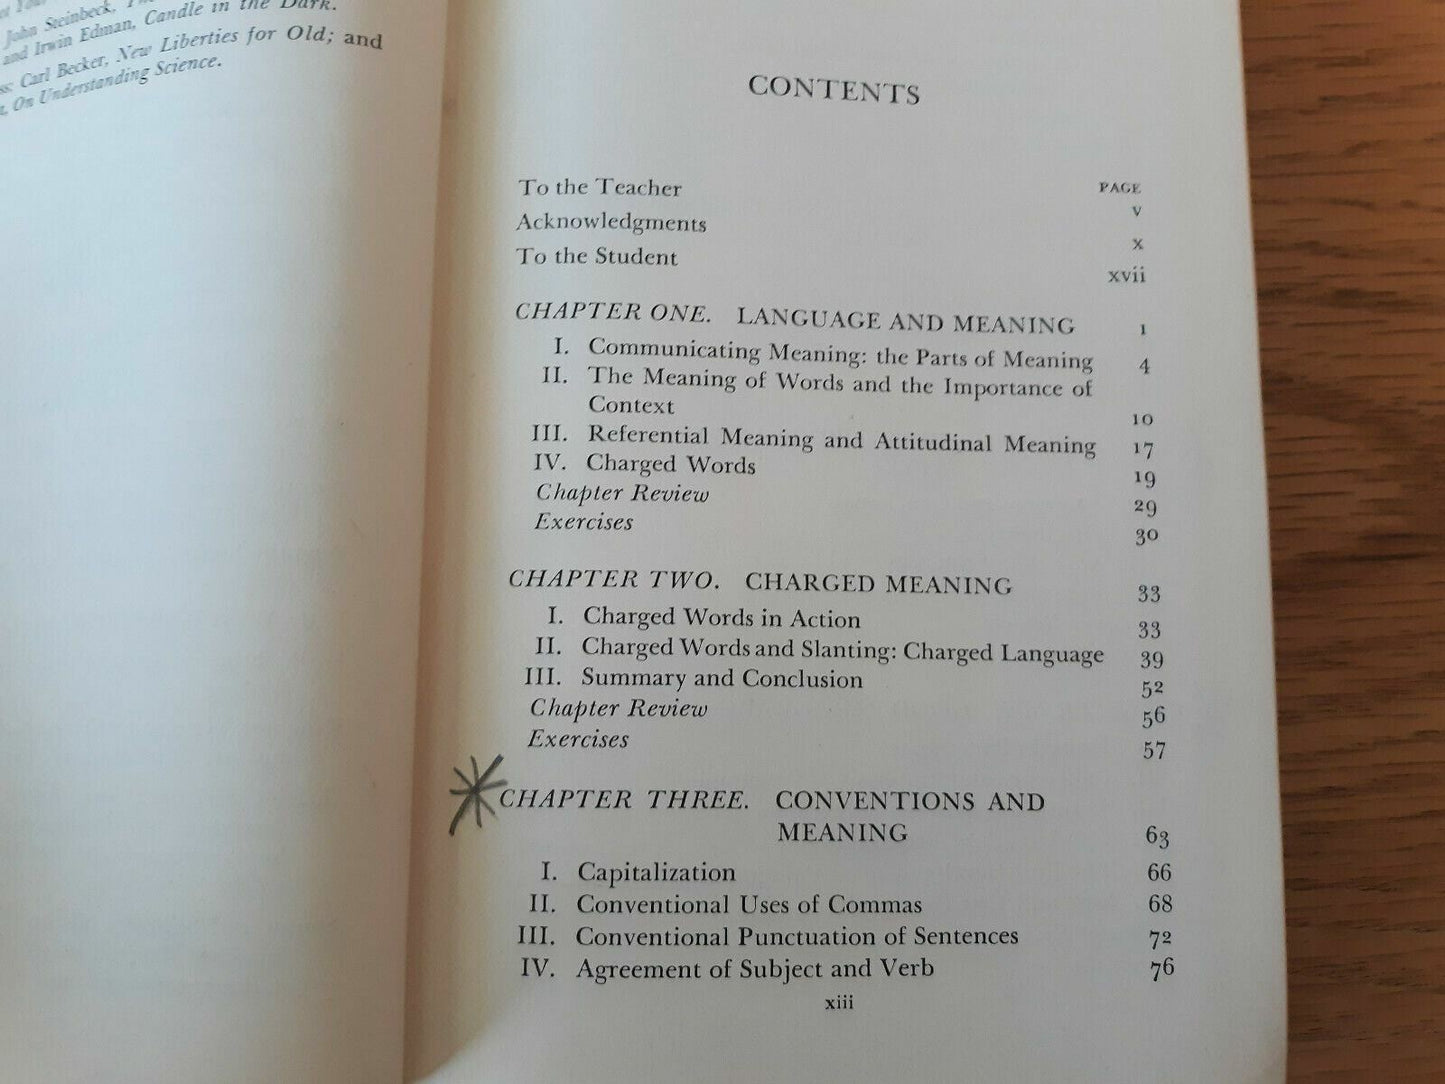 John Steinbeck,
and Irwin Edman, Candle in the Dark.
Carl Becker, New Liberties for Old; and
On Understanding Science.
CONTENTS
PAGE
To the Teacher v
Acknowledgments x
To the Student xvii
CHAPTER ONE. LANGUAGE AND MEANING 1
I. Communicating Meaning: the Parts of Meaning 4
II. The Meaning of Words and the Importance of
Context 10
III. Referential Meaning and Attitudinal Meaning 17
IV. Charged Words 19
Chapter Review 29
Exercises 30
CHAPTER TWO. CHARGED MEANING 33
I. Charged Words in Action 33
II. Charged Words and Slanting: Charged Language 39
III. Summary and Conclusion 52
Chapter Review 56
Exercises 57
CHAPTER THREE. CONVENTIONS AND
MEANING 63
I. Capitalization 66
II. Conventional Uses of Commas 68
III. Conventional Punctuation of Sentences 72
IV. Agreement of Subject and Verb 76
xiii